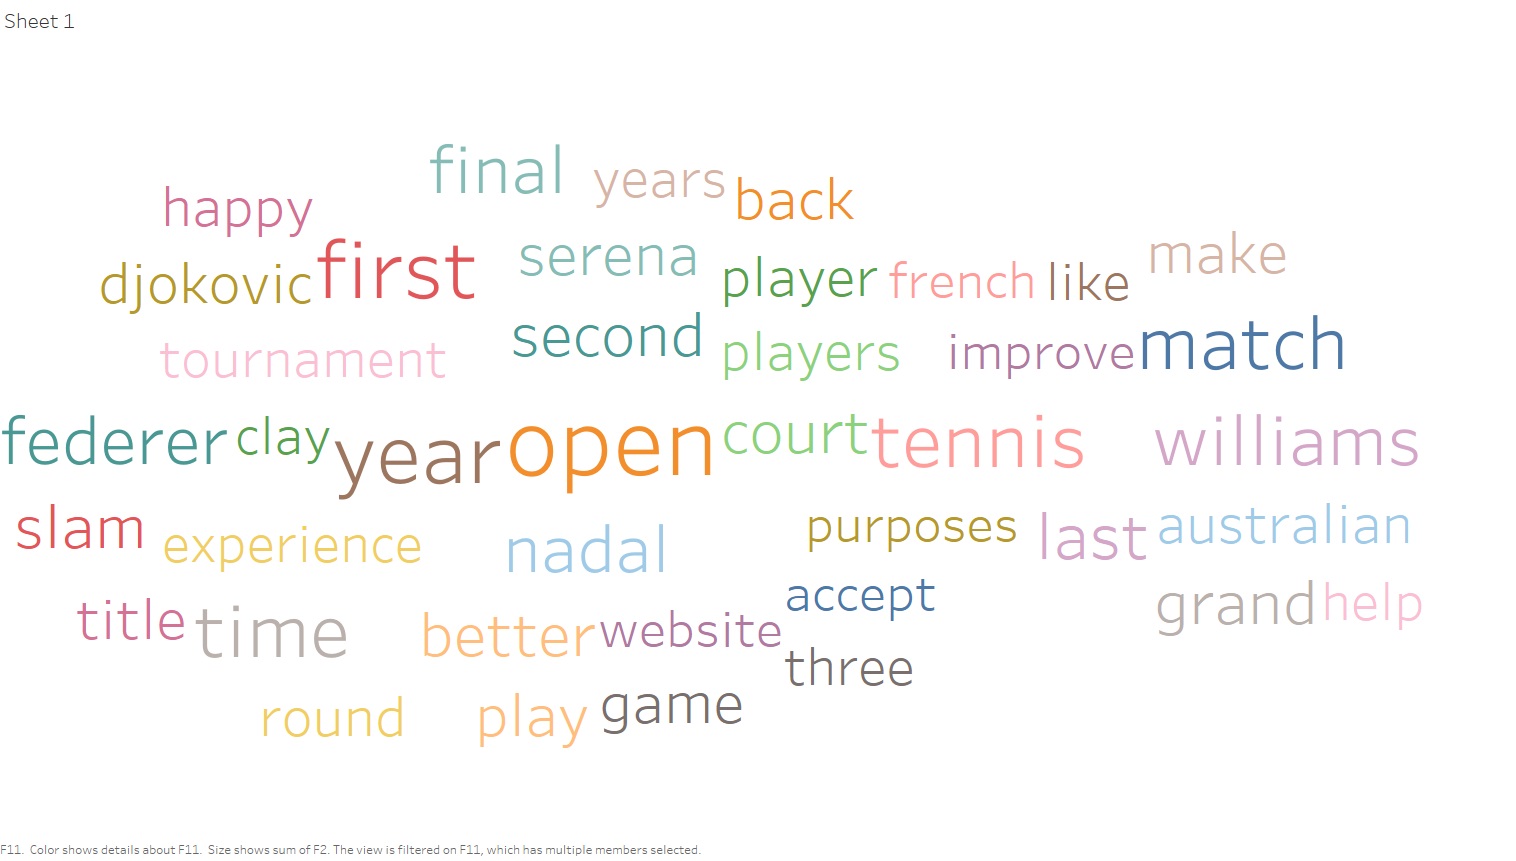 Sheet 1
final years back
happy
first serena
djokovic player french like make
second
tournament players improve match
federer clay year open court tennis williams
slam experience nadal purposes last australian
title time better website accept grand help
three
round play game
F11. Color shows details about F11. Size shows sum of F2. The view is filtered on F11, which has multiple members selected.